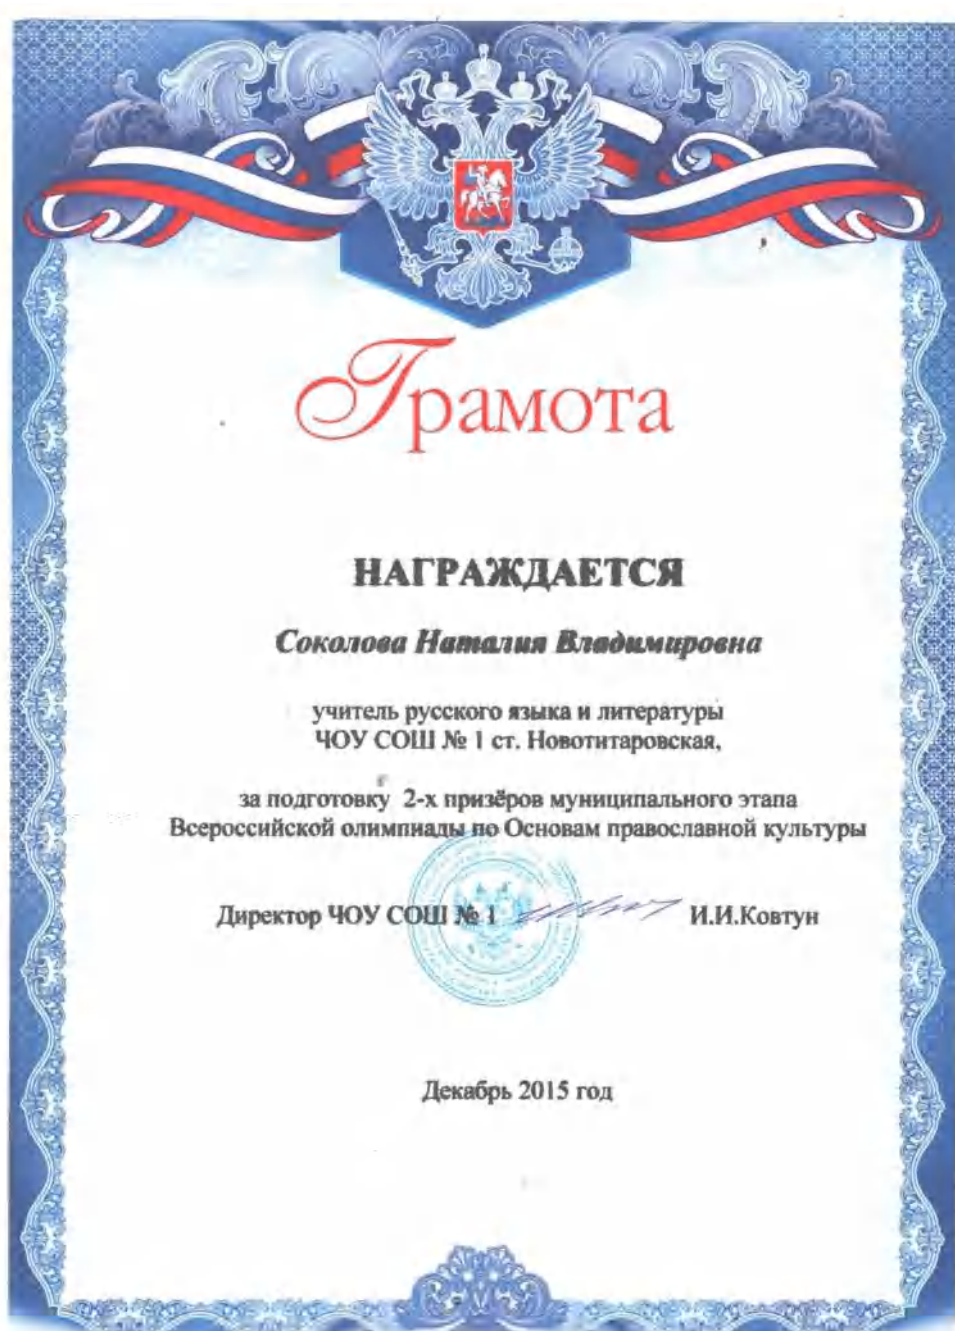 Грамота
НАГРАЖДАЕТСЯ
Соколова Наталия Владимировна
учитель русского языка и литературы
ЧОУ СОШ № 1 ст. Новотитаровская,
за подготовку 2-х призёров муниципального этапа
Всероссийской олимпиады по Основам православной культуры
Директор ЧОУ СОШ № 1 И.И.Ковтун
Декабрь 2015 год